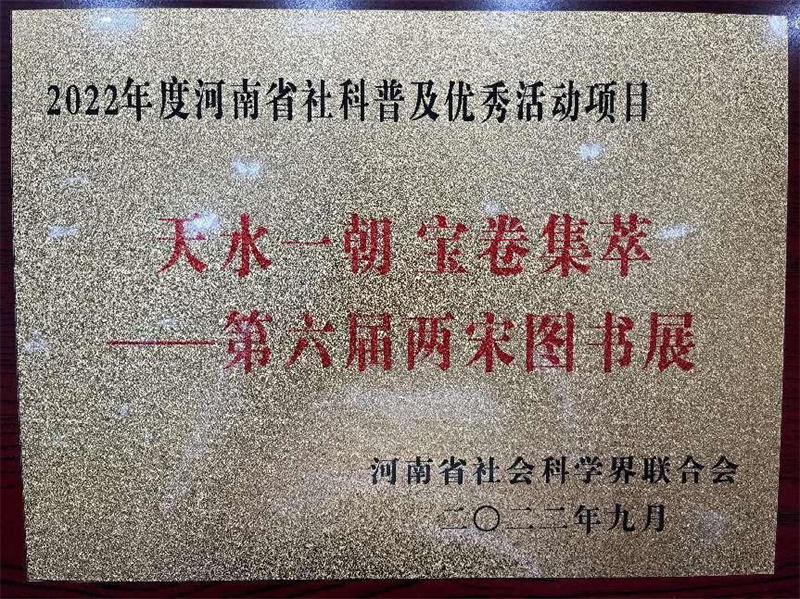 2022年度河南省社科普及优秀活动项目
天水一朝 宝卷集萃
——第六届两宋图书展
河南省社会科学界联合会
二〇二二年九月